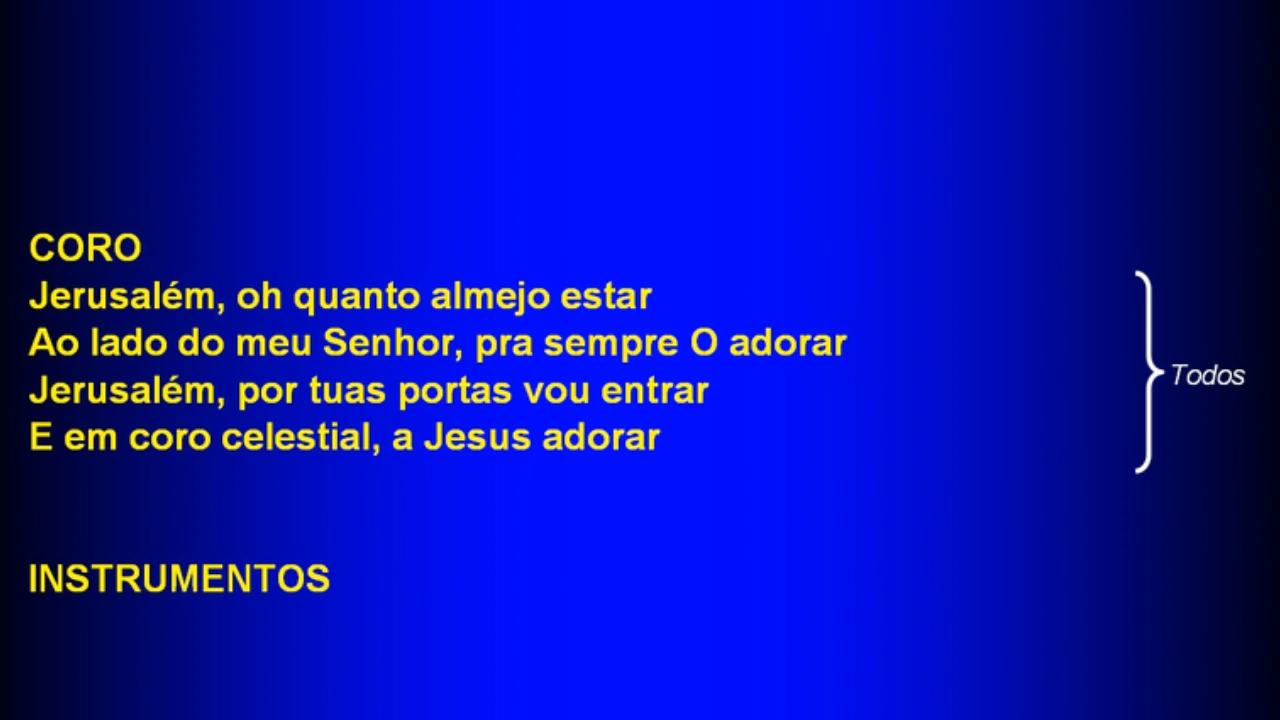 CORO
Jerusalém, oh quanto almejo estar
Ao lado do meu Senhor, pra sempre O adorar
Jerusalém, por tuas portas vou entrar
E em coro celestial, a Jesus adorar
Todos
INSTRUMENTOS